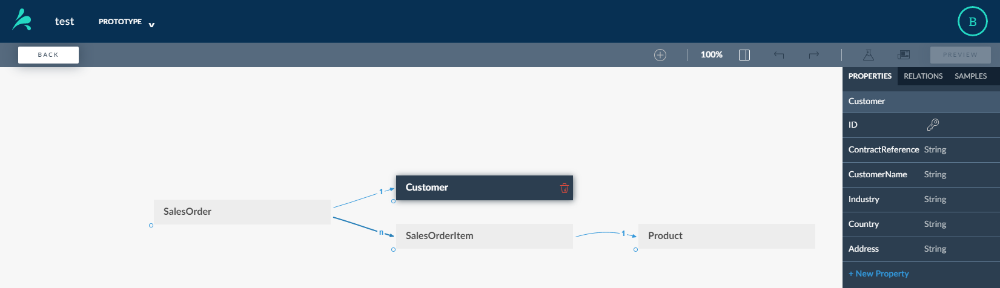 test PROTOTYPE v B
BACK 100% PREVIEW
PROPERTIES RELATIONS SAMPLES
Customer
ID
ContractReference String
CustomerName String
Industry String
Country String
Address String
+ New Property
1 Customer
SalesOrder
n SalesOrderItem 1 Product